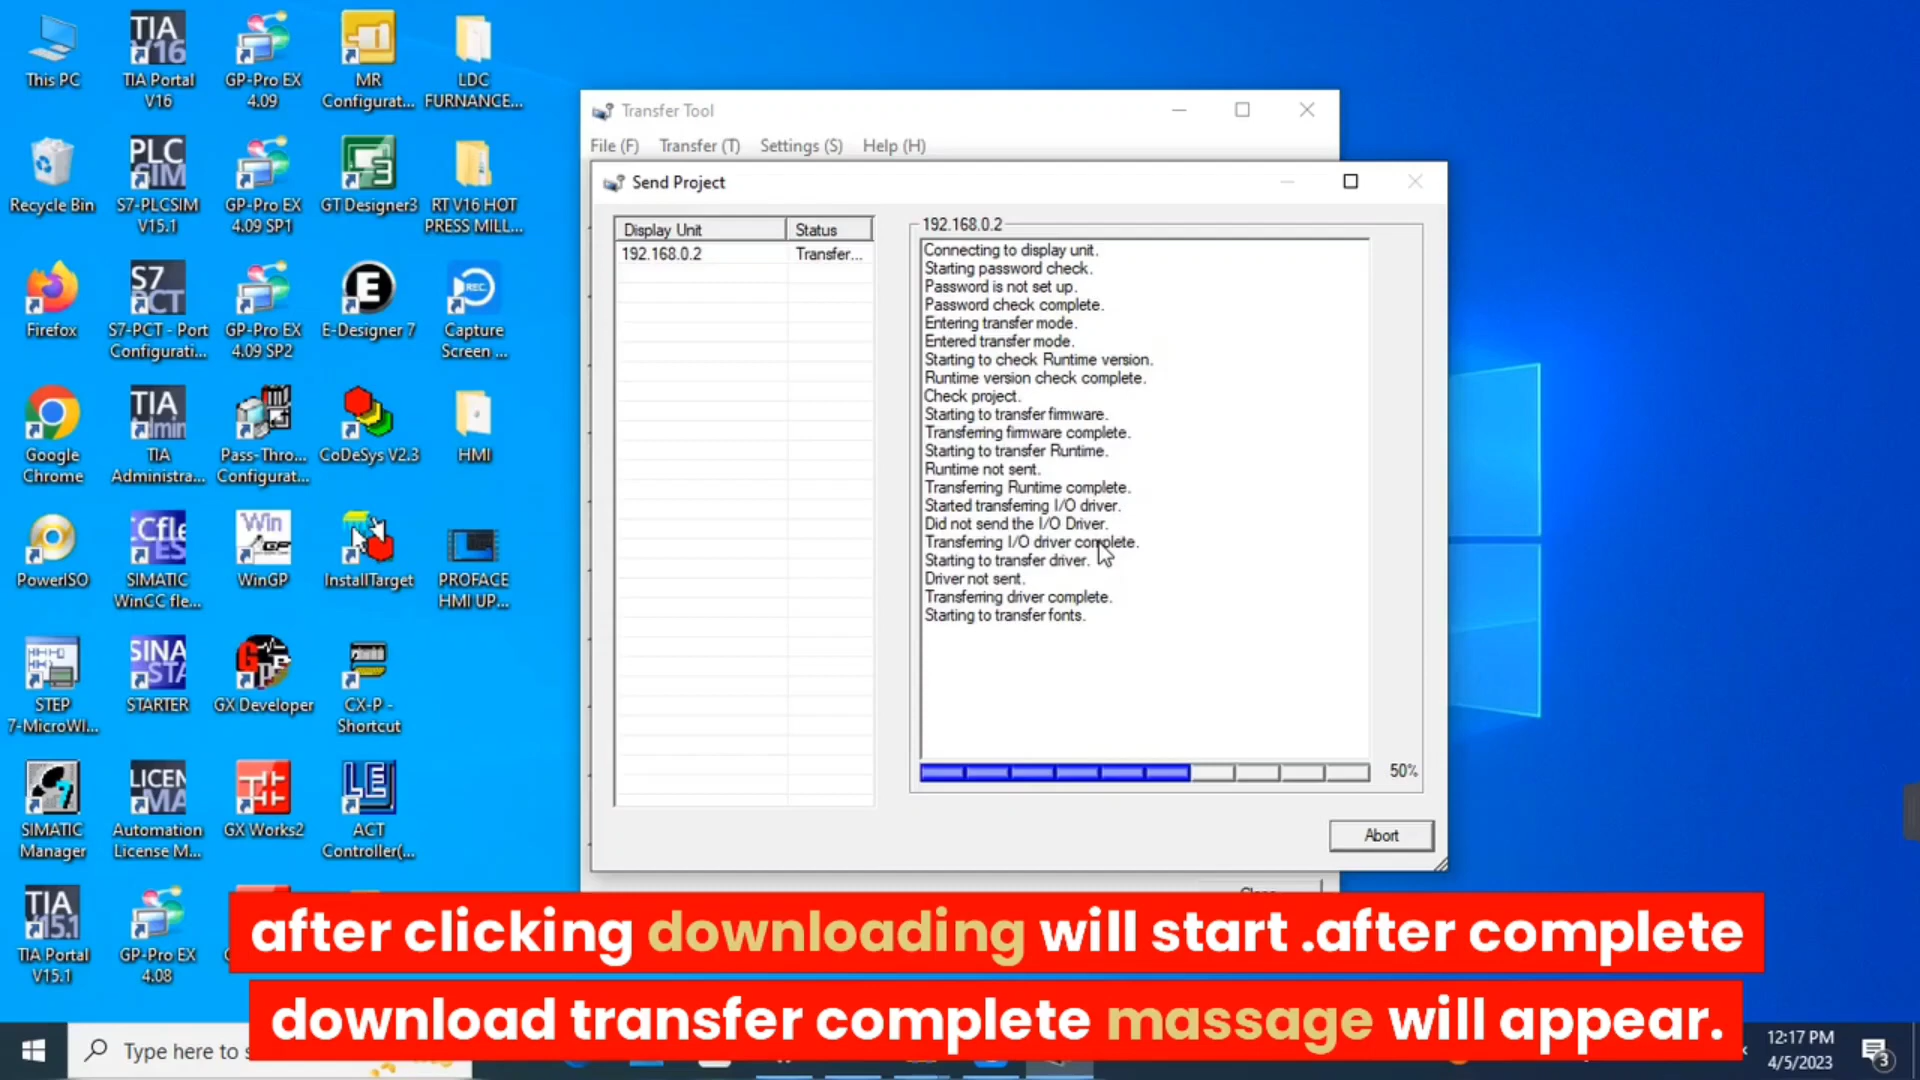 This PC
TIA Portal V16
GP-Pro EX 4.09
MR Configurat...
LDC FURNANCE...
Recycle Bin
S7-PLCSIM V15.1
GP-Pro EX 4.09 SP1
GT Designer3
RT V16 HOT PRESS MILL...
Firefox
S7-PCT - Port Configurati...
GP-Pro EX 4.09 SP2
E-Designer 7
Capture Screen ...
Google Chrome
TIA Administra...
Pass-Thro... Configurat...
CoDeSys V2.3
HMI
PowerISO
SIMATIC WinCC fle...
WinGP
InstallTarget
PROFACE HMI UP...
STEP 7-MicroWI...
STARTER
GX Developer
CX-P - Shortcut
SIMATIC Manager
Automation License M...
GX Works2
ACT Controller(...
TIA Portal V15.1
GP-Pro EX 4.08
Transfer Tool
File (F) Transfer (T) Settings (S) Help (H)
Send Project
Display Unit Status
192.168.0.2 Transfer...
192.168.0.2
Connecting to display unit.
Starting password check.
Password is not set up.
Password check complete.
Entering transfer mode.
Entered transfer mode.
Starting to check Runtime version.
Runtime version check complete.
Check project.
Starting to transfer firmware.
Transferring firmware complete.
Starting to transfer Runtime.
Runtime not sent.
Transferring Runtime complete.
Started transferring I/O driver.
Did not send the I/O Driver.
Transferring I/O driver complete.
Starting to transfer driver.
Driver not sent.
Transferring driver complete.
Starting to transfer fonts.
50%
Abort
after clicking downloading will start .after complete
download transfer complete massage will appear.
Type here to s
12:17 PM
4/5/2023
3